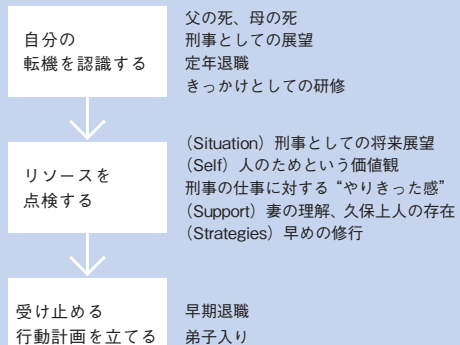 自分の
転機を認識する
父の死、母の死
刑事としての展望
定年退職
きっかけとしての研修
リソースを
点検する
（Situation）刑事としての将来展望
（Self）人のためという価値観
刑事の仕事に対する“やりきった感”
（Support）妻の理解、久保上人の存在
（Strategies）早めの修行
受け止める
行動計画を立てる
早期退職
弟子入り